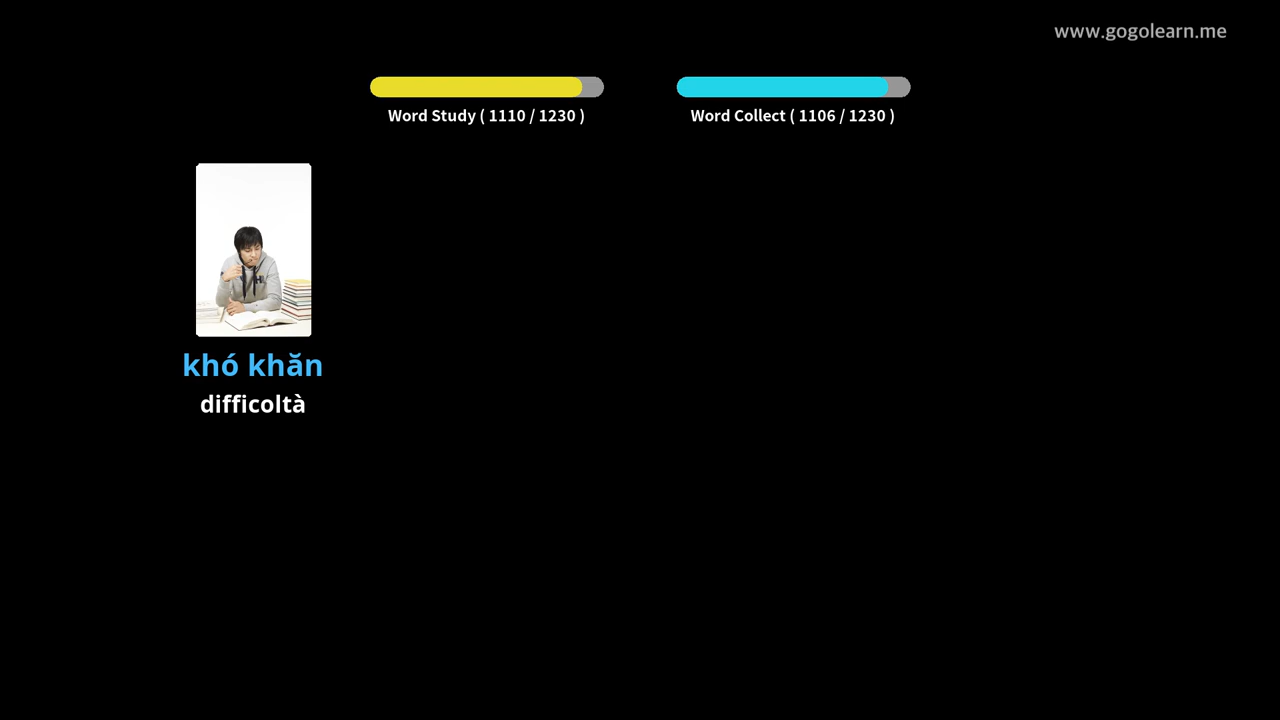 www.gogolearn.me
Word Study ( 1110 / 1230 )
Word Collect ( 1106 / 1230 )
khó khăn
difficoltà